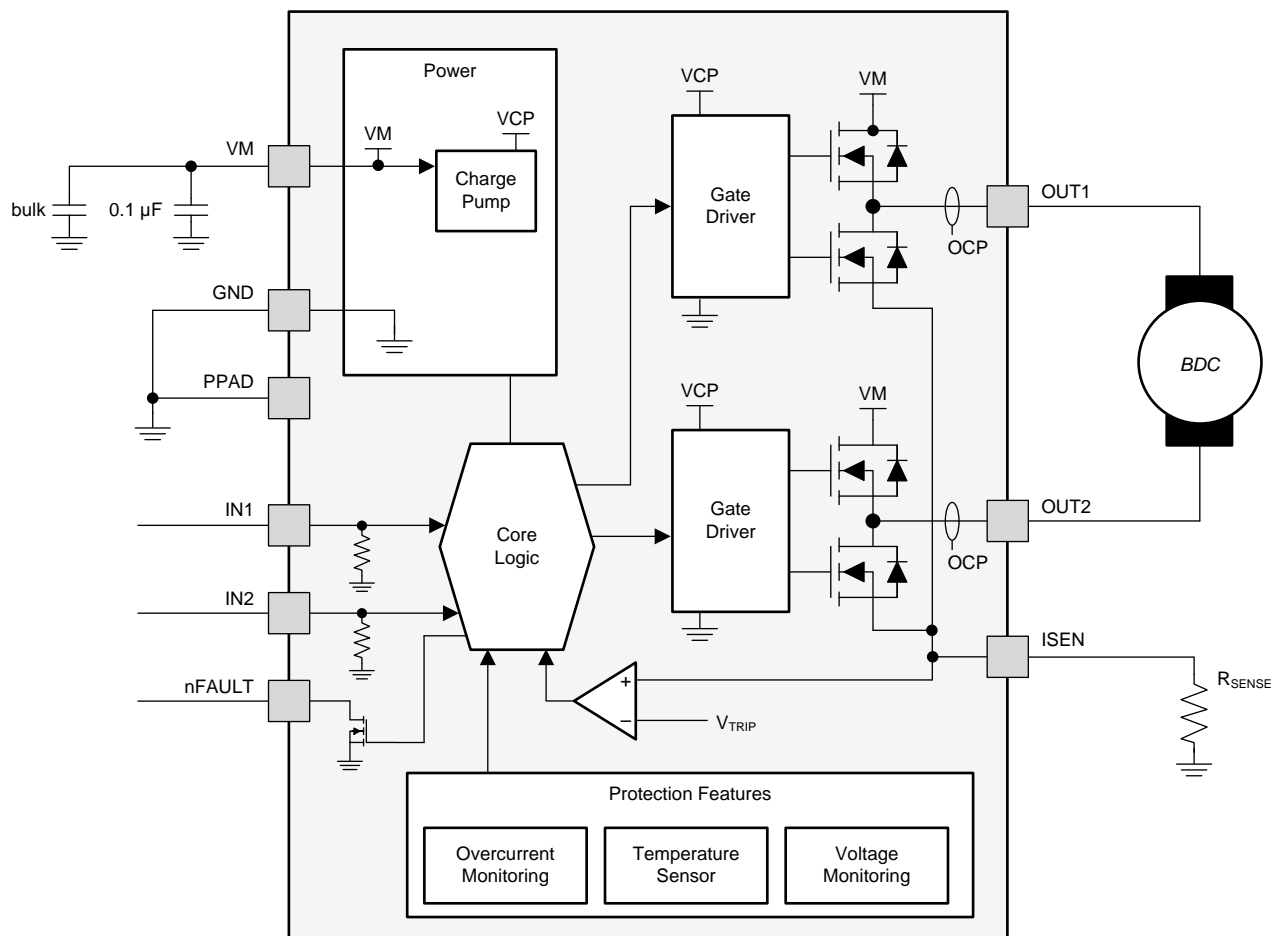 Power
VCP
VM
Charge
Pump
VM
bulk
0.1 µF
GND
PPAD
VCP
Gate
Driver
VM
OCP
OUT1
BDC
VCP
Gate
Driver
VM
OCP
OUT2
IN1
IN2
nFAULT
Core
Logic
+
–
VTRIP
ISEN
RSENSE
Protection Features
Overcurrent
Monitoring
Temperature
Sensor
Voltage
Monitoring